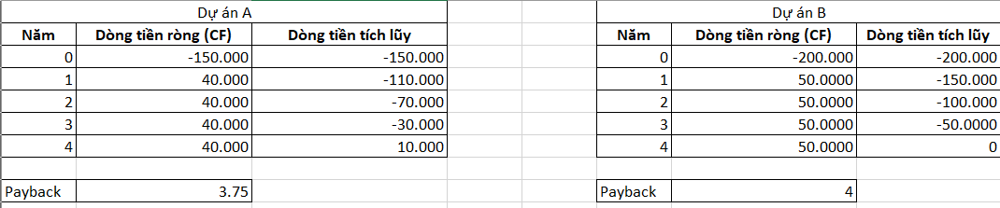 Dự án A Dự án B
Năm Dòng tiền ròng (CF) Dòng tiền tích lũy Năm Dòng tiền ròng (CF) Dòng tiền tích lũy
0 -150.000 -150.000 0 -200.000 -200.000
1 40.000 -110.000 1 50.0000 -150.000
2 40.000 -70.000 2 50.0000 -100.000
3 40.000 -30.000 3 50.0000 -50.0000
4 40.000 10.000 4 50.0000 0
Payback 3.75 Payback 4